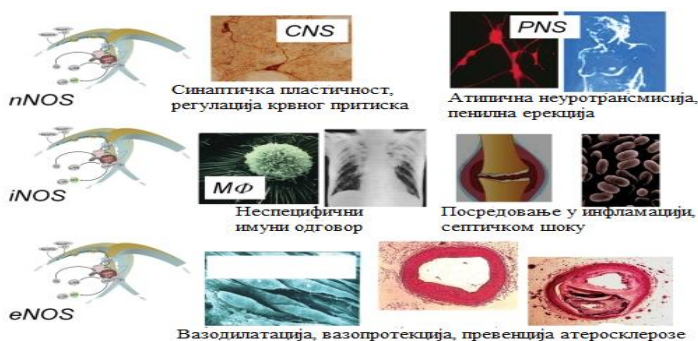 CNS
PNS
nNOS
Синаптичка пластичност,
регулација крвног притиска
Атипична неуротрансмисија,
пенилна ерекција
iNOS
МФ
Неспецифични
имуни одговор
Посредовање у инфламацији,
септичком шоку
eNOS
Вазодилатација, вазопротекција, превенција атеросклерозе